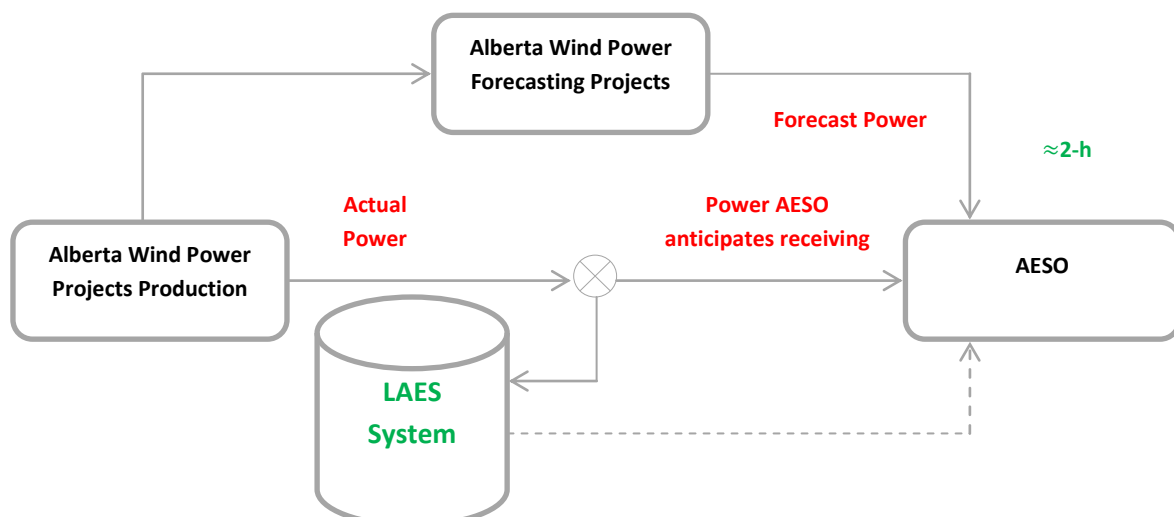 Alberta Wind Power
Forecasting Projects
Forecast Power
≈2-h
Actual
Power
Power AESO
anticipates receiving
Alberta Wind Power
Projects Production
AESO
LAES
System